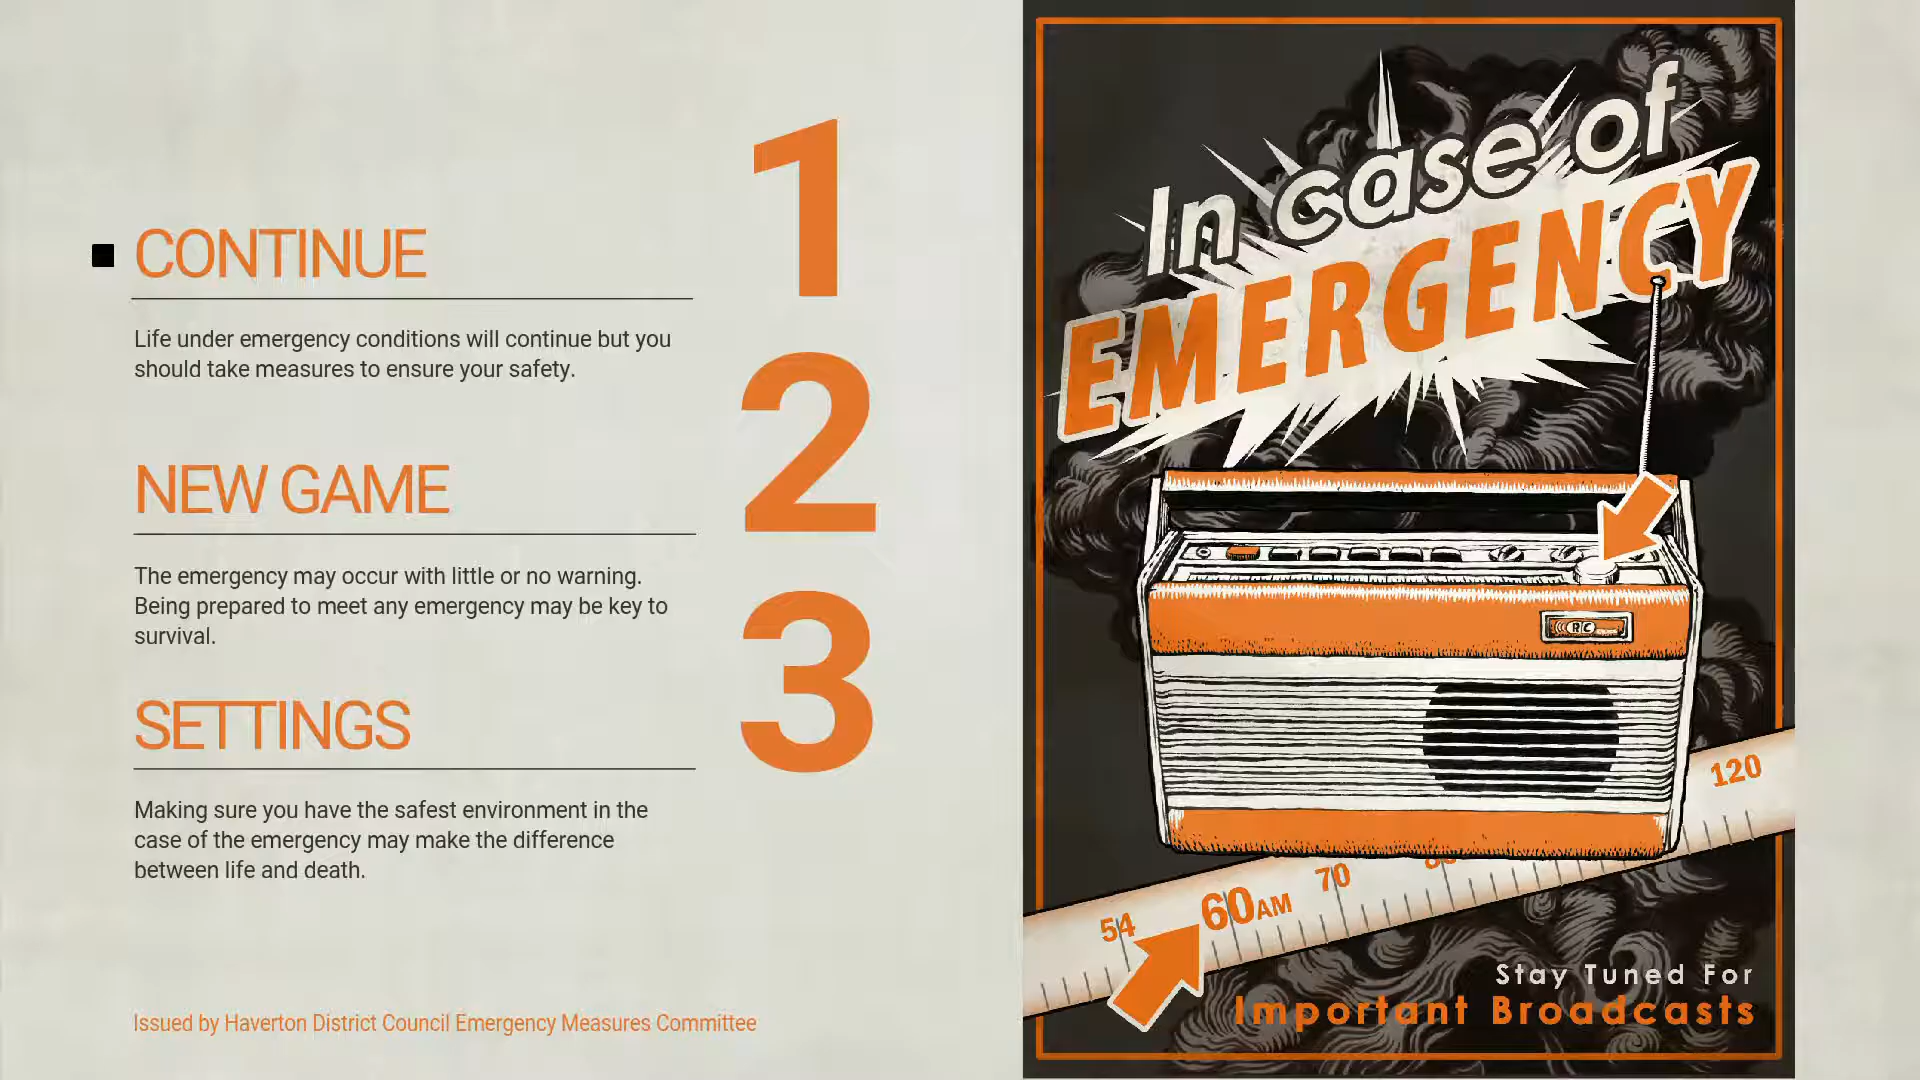 1
CONTINUE
Life under emergency conditions will continue but you
should take measures to ensure your safety.
2
NEW GAME
The emergency may occur with little or no warning.
Being prepared to meet any emergency may be key to
survival.
3
SETTINGS
Making sure you have the safest environment in the
case of the emergency may make the difference
between life and death.
Issued by Haverton District Council Emergency Measures Committee
In case of
EMERGENCY
RC
54 60AM 70 120
Stay Tuned For
Important Broadcasts